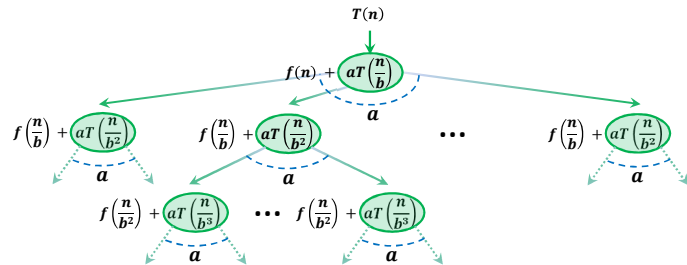 T(n)
f(n) + aT(n/b)
a
f(n/b) + aT(n/b²) f(n/b) + aT(n/b²) ... f(n/b) + aT(n/b²)
a a a
f(n/b²) + aT(n/b³) ... f(n/b²) + aT(n/b³)
a a